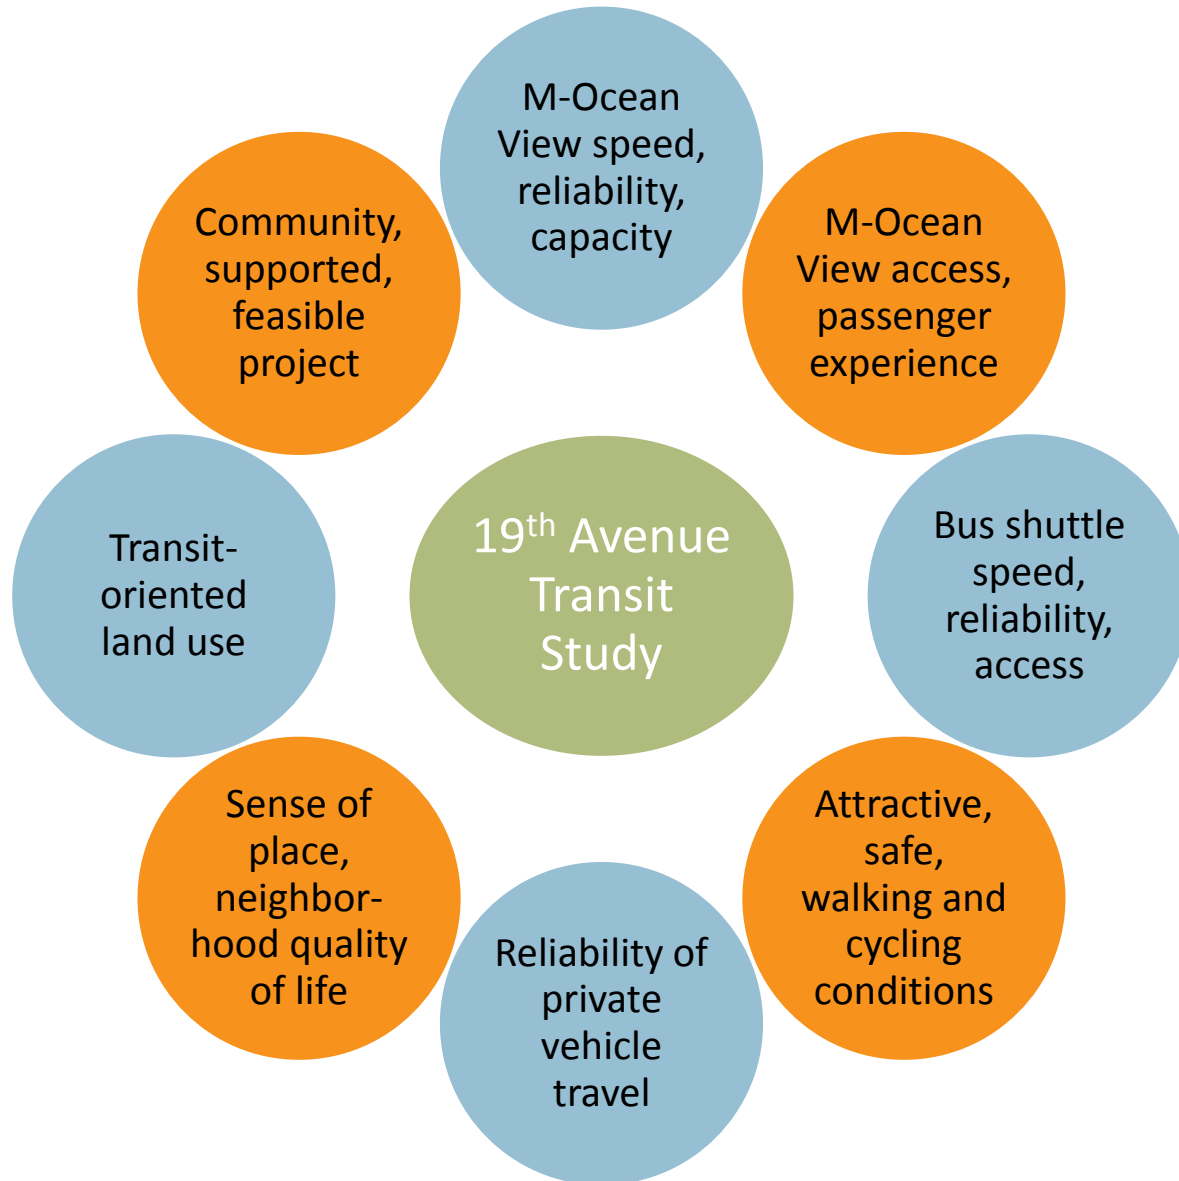 M-Ocean
View speed,
reliability,
capacity
M-Ocean
View access,
passenger
experience
Bus shuttle
speed,
reliability,
access
Attractive,
safe,
walking and
cycling
conditions
Reliability of
private
vehicle
travel
Sense of
place,
neighbor-
hood quality
of life
Transit-
oriented
land use
Community,
supported,
feasible
project
19th Avenue
Transit
Study